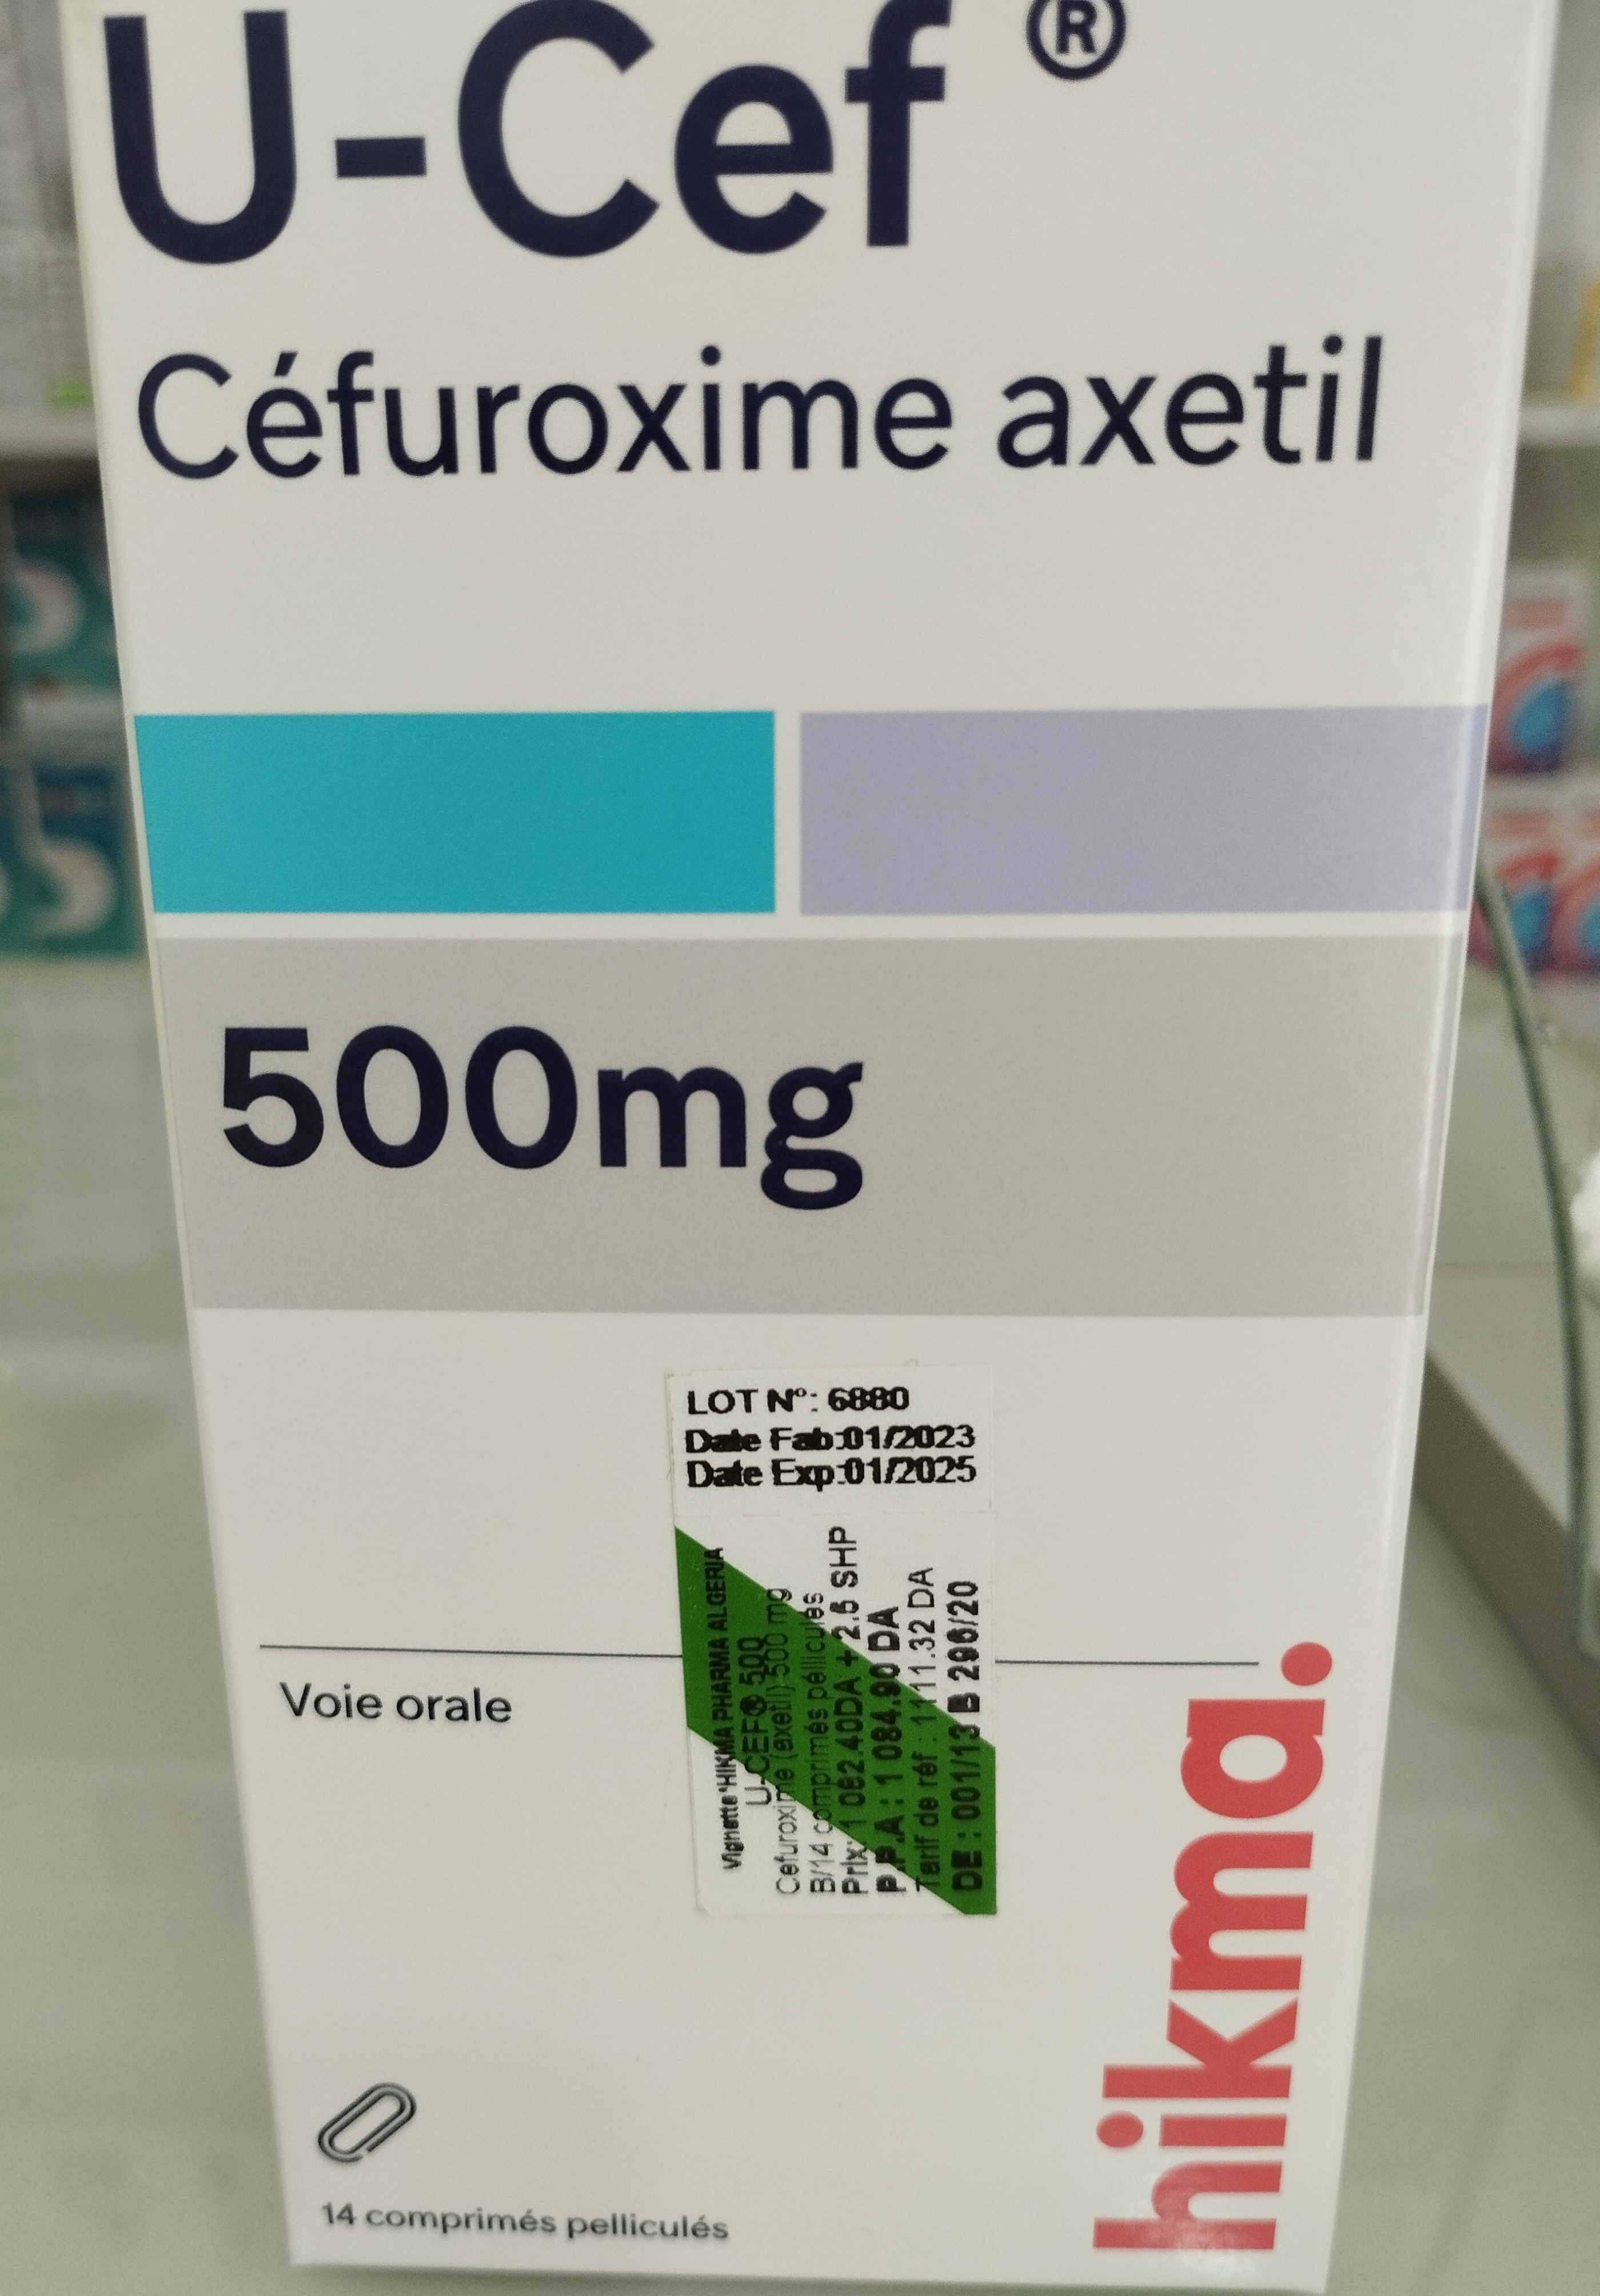 U-Cef ®
Céfuroxime axetil
500mg
LOT N°: 6880
Date Fab:01/2023
Date Exp:01/2025
Vignette "HIKMA PHARMA ALGERIA
U-CEF® 500
Cefuroxime (axetil) 500 mg
B/14 comprimés pelliculés
Prix: 1 082.40DA + 2.5 SHP
P.P.A : 1 084.90 DA
Tarif de réf : 1111.32 DA
DE : 001/13 B 296/20
Voie orale
hikma.
14 comprimés pelliculés